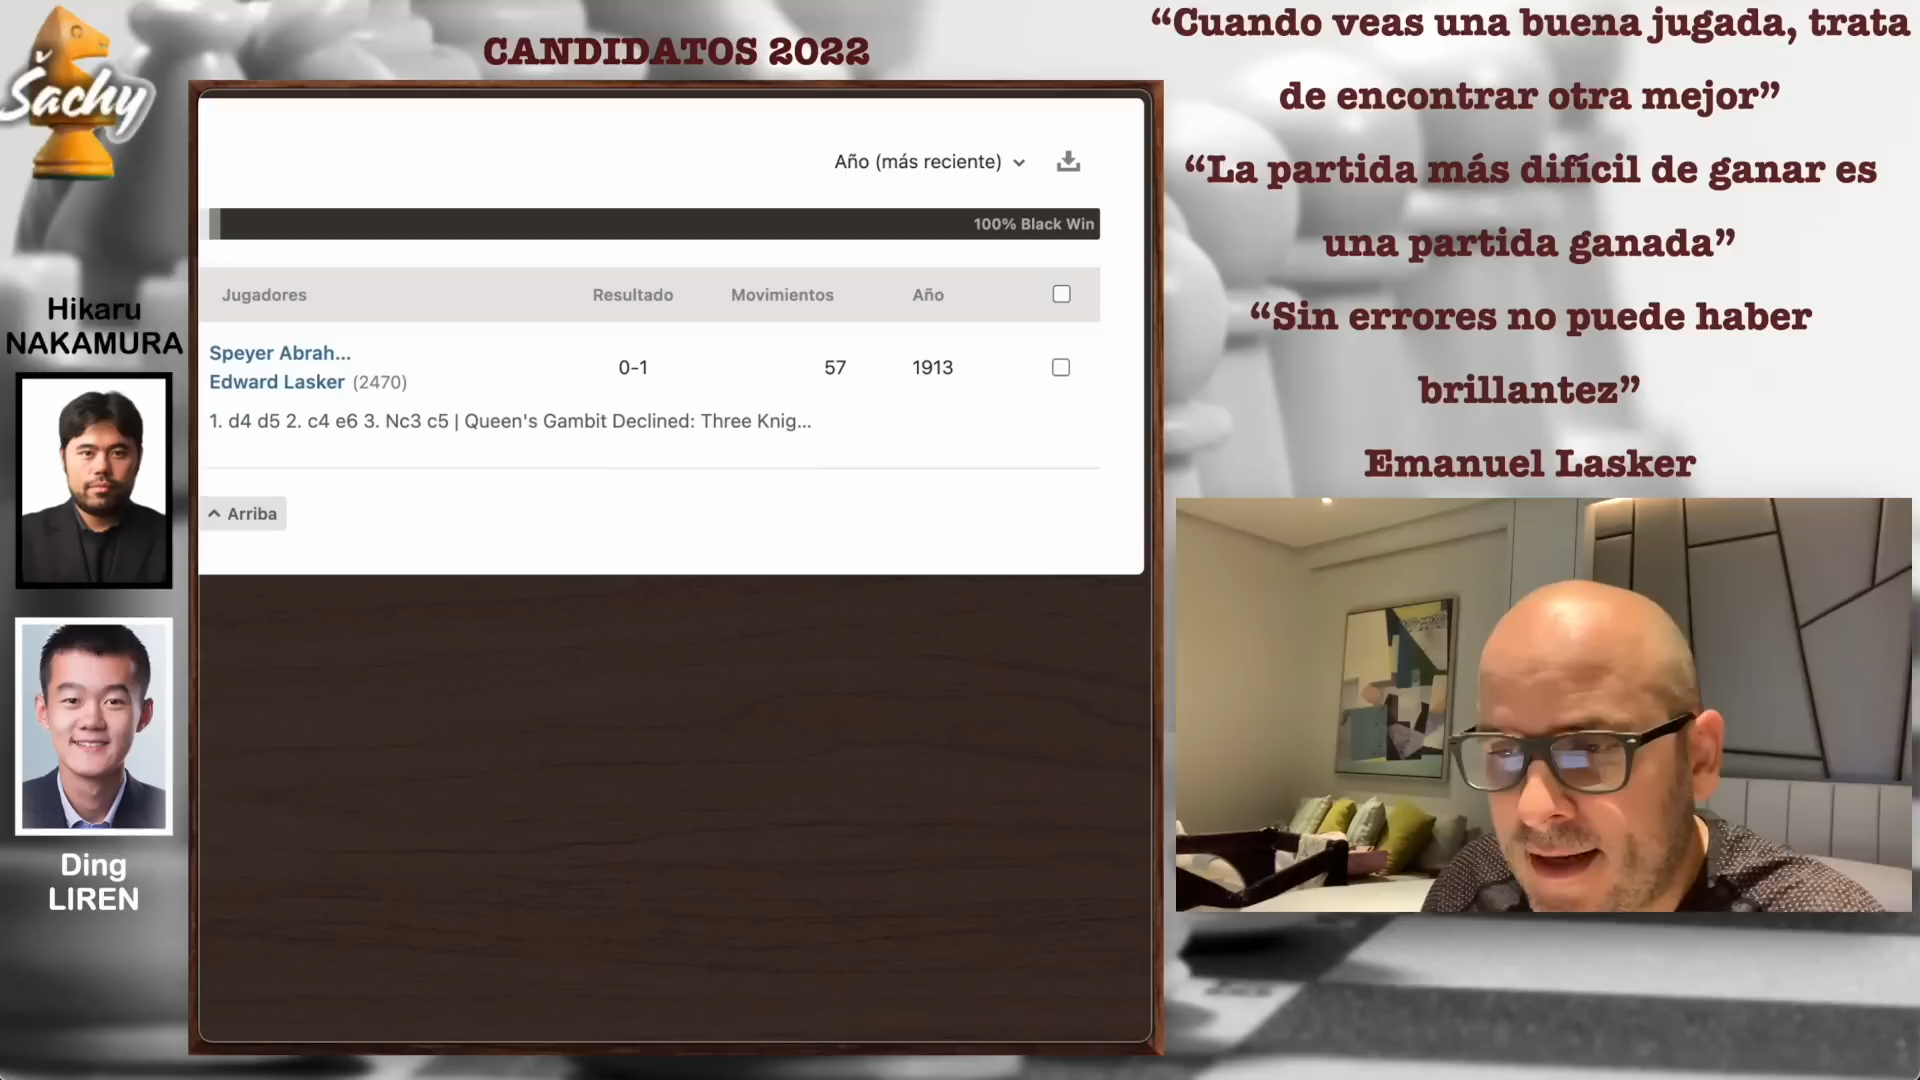 Šachy
CANDIDATOS 2022
“Cuando veas una buena jugada, trata
de encontrar otra mejor”
“La partida más difícil de ganar es
una partida ganada”
“Sin errores no puede haber
brillantez”
Emanuel Lasker
Hikaru
NAKAMURA
Ding
LIREN
Año (más reciente)
100% Black Win
Jugadores Resultado Movimientos Año
Speyer Abrah...
Edward Lasker (2470)
0-1 57 1913
1. d4 d5 2. c4 e6 3. Nc3 c5 | Queen's Gambit Declined: Three Knig...
Arriba